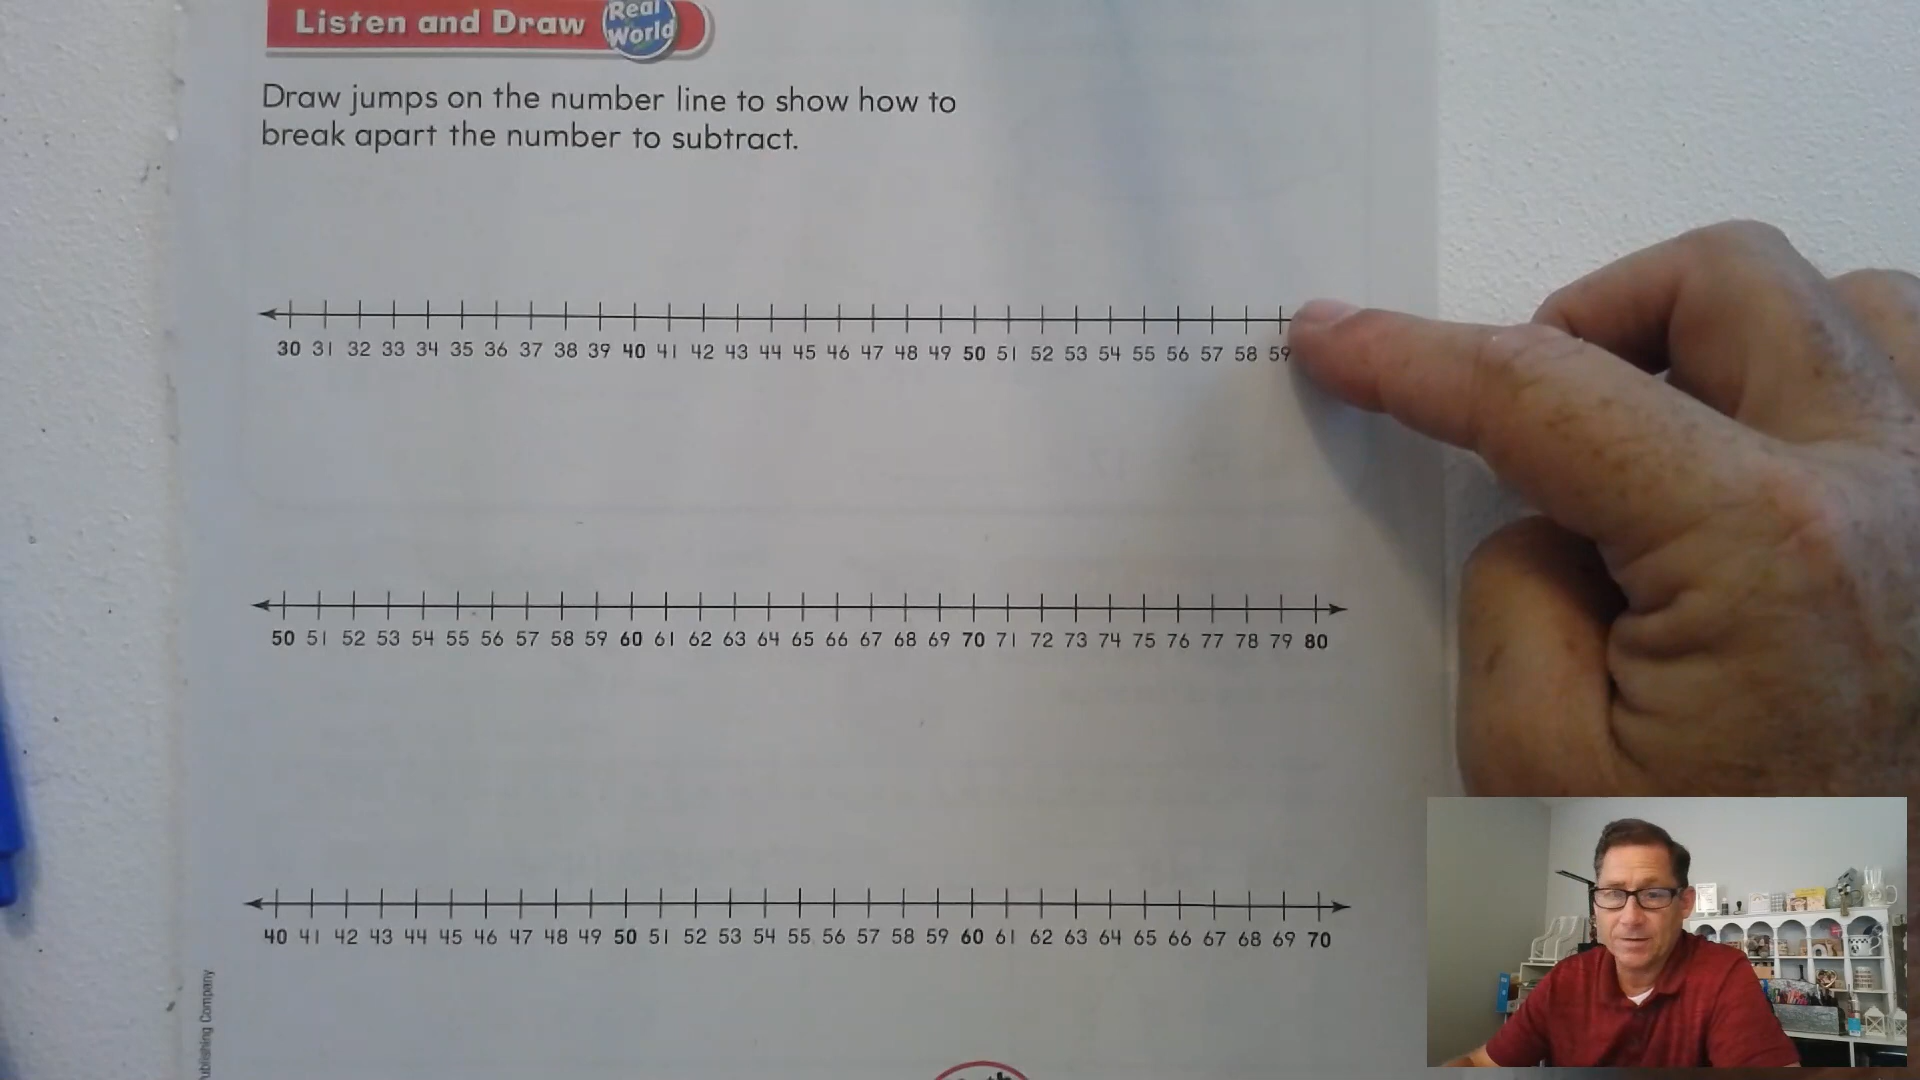 Listen and Draw Real World
Draw jumps on the number line to show how to
break apart the number to subtract.
30 31 32 33 34 35 36 37 38 39 40 41 42 43 44 45 46 47 48 49 50 51 52 53 54 55 56 57 58 59
50 51 52 53 54 55 56 57 58 59 60 61 62 63 64 65 66 67 68 69 70 71 72 73 74 75 76 77 78 79 80
40 41 42 43 44 45 46 47 48 49 50 51 52 53 54 55 56 57 58 59 60 61 62 63 64 65 66 67 68 69 70
ublishing Company